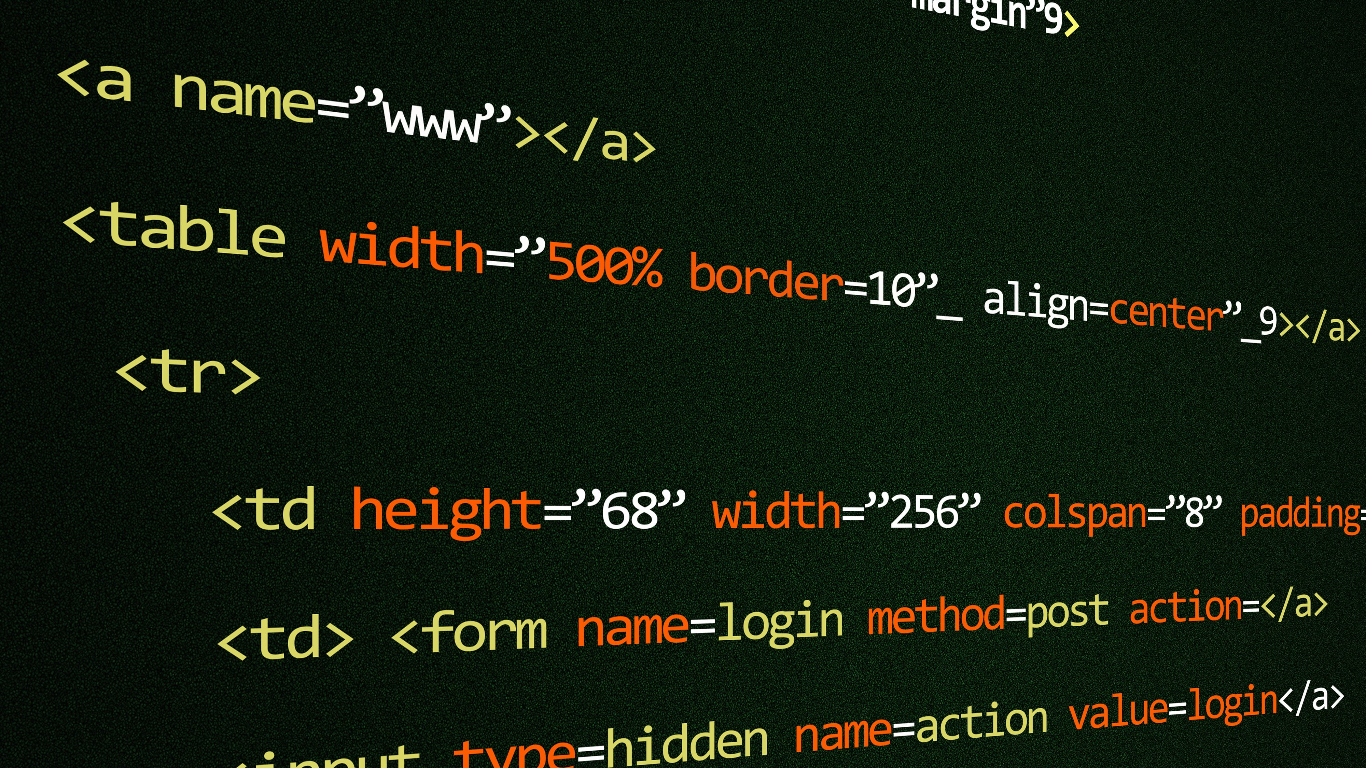 margin”9>
<a name=”www”></a>
<table width=”500% border=10”_ align=center”_9></a>
<tr>
<td height=”68” width=”256” colspan=”8” padding=
<td> <form name=login method=post action=</a>
<input type=hidden name=action value=login</a>